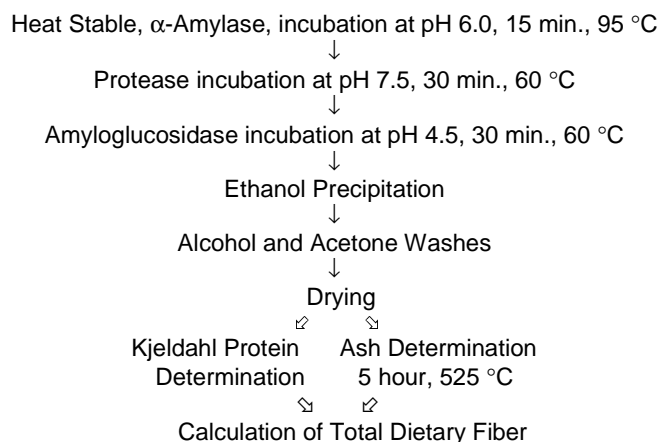 Heat Stable, α-Amylase, incubation at pH 6.0, 15 min., 95 °C
↓
Protease incubation at pH 7.5, 30 min., 60 °C
↓
Amyloglucosidase incubation at pH 4.5, 30 min., 60 °C
↓
Ethanol Precipitation
↓
Alcohol and Acetone Washes
↓
Drying
Kjeldahl Protein Ash Determination
Determination 5 hour, 525 °C
Calculation of Total Dietary Fiber